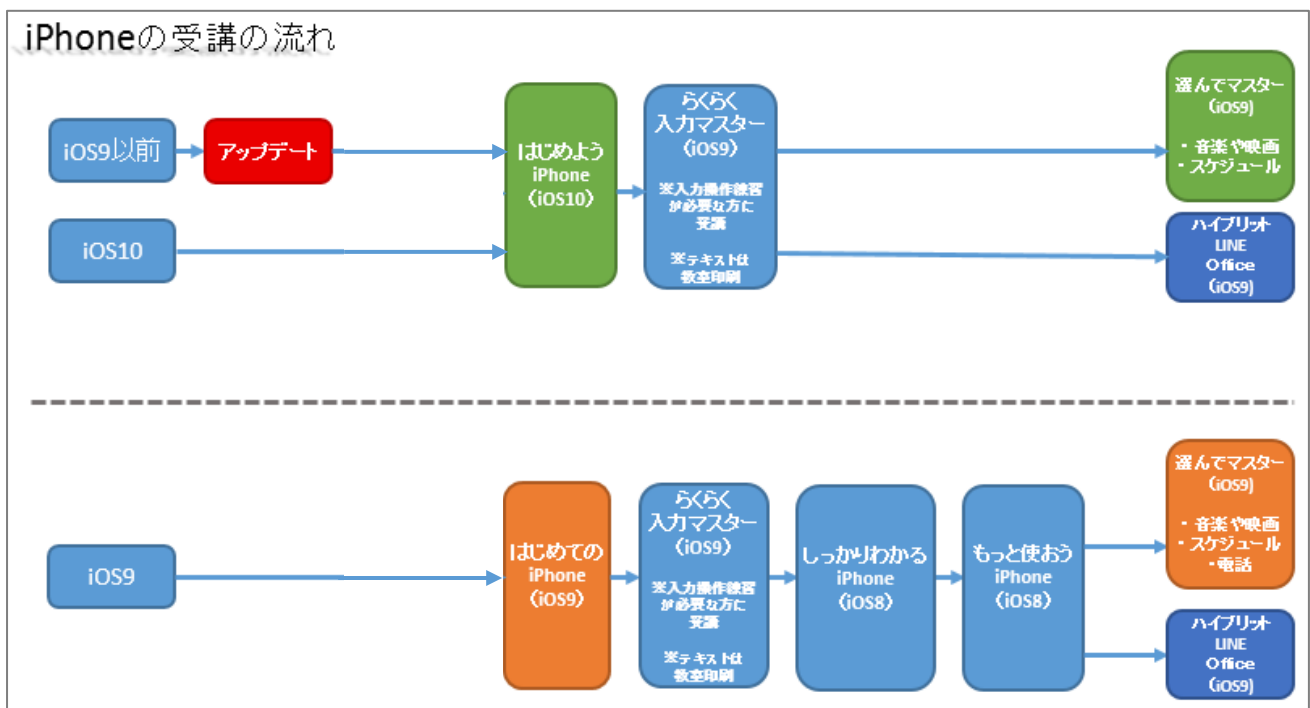 iPhoneの受講の流れ
iOS9以前
アップデート
iOS10
はじめよう
iPhone
（iOS10）
らくらく
入力マスター
（iOS9）
※入力操作練習
が必要な方に
受講
※テキストは
教室印刷
選んでマスター
（iOS9)
・音楽や映画
・スケジュール
ハイブリット
LINE
Office
（iOS9)
iOS9
はじめての
iPhone
（iOS9）
らくらく
入力マスター
（iOS9）
※入力操作練習
が必要な方に
受講
※テキストは
教室印刷
しっかりわかる
iPhone
（iOS8）
もっと使おう
iPhone
（iOS8）
選んでマスター
（iOS9)
・音楽や映画
・スケジュール
・電話
ハイブリット
LINE
Office
（iOS9)